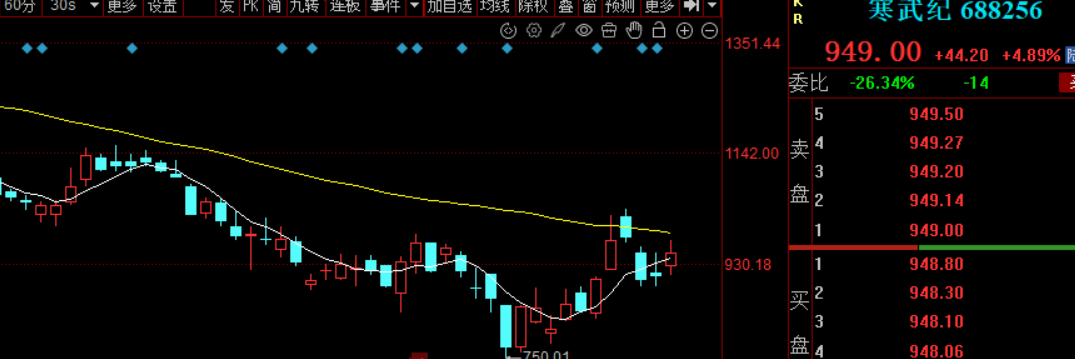 60分 30s 更多 设置 发 PK 简 九转 连板 事件 加自选 均线 除权 叠 窗 预测 更多
1351.44
1142.00
930.18
750.01
K
R
寒武纪 688256
949.00 +44.20 +4.89%
委比 -26.34% -14
卖盘
5 949.50
4 949.27
3 949.20
2 949.14
1 949.00
买盘
1 948.80
2 948.30
3 948.10
4 948.06